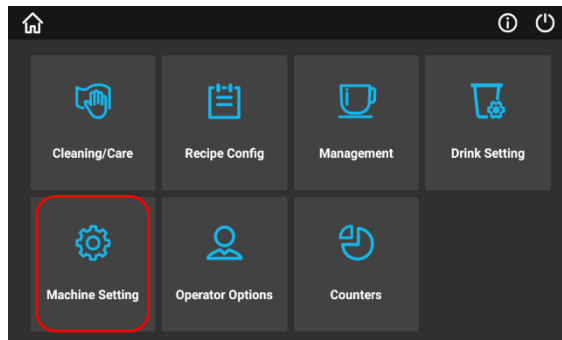 Cleaning/Care
Recipe Config
Management
Drink Setting
Machine Setting
Operator Options
Counters